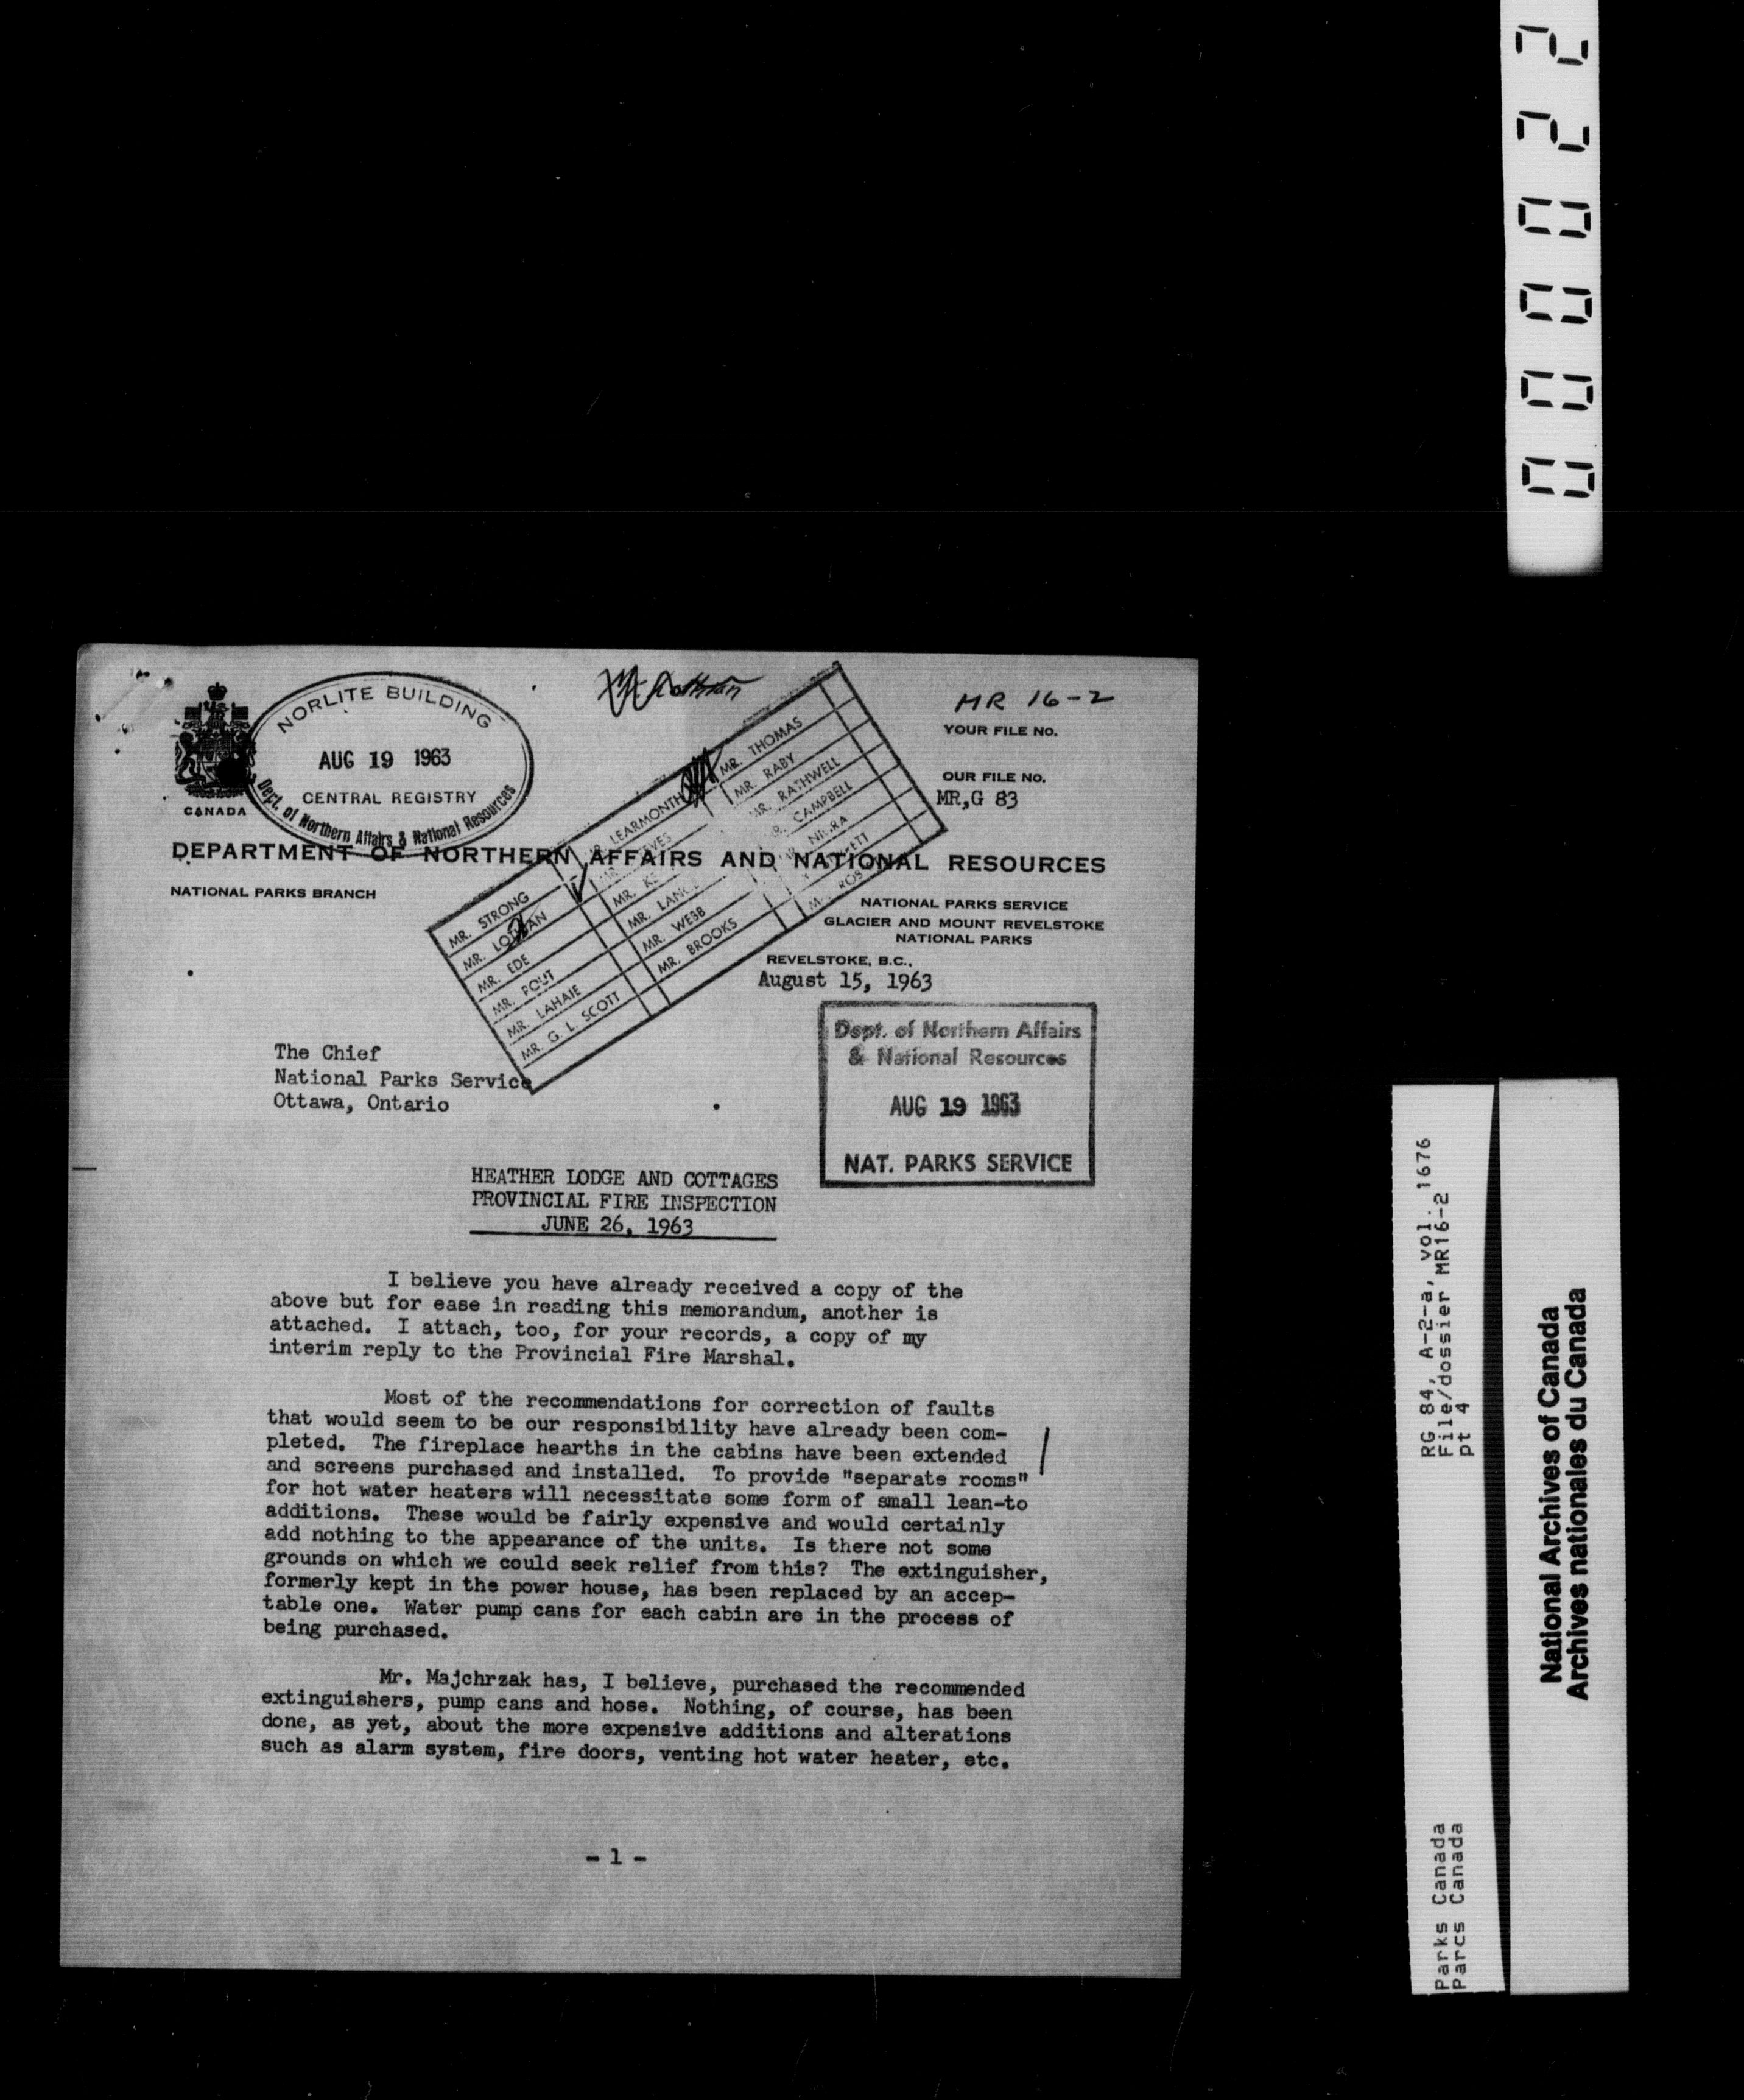 000022
NORLITE BUILDING
AUG 19 1963
CENTRAL REGISTRY
Dept. of Northern Affairs & National Resources
CANADA
MR 16-2
YOUR FILE NO.
OUR FILE NO.
MR,G 83
DEPARTMENT OF NORTHERN AFFAIRS AND NATIONAL RESOURCES
NATIONAL PARKS BRANCH
MR. STRONG
MR. LOTHIAN
MR. EDE
MR. POUT
MR. LAHAIE
MR. G. L. SCOTT
MR. LEARMONTH
MR.
MR.
MR.
MR. WEBB
MR. BROOKS
MR. THOMAS
MR. RABY
MR. RATHWELL
MR. CAMPBELL
NATIONAL PARKS SERVICE
GLACIER AND MOUNT REVELSTOKE
NATIONAL PARKS
REVELSTOKE, B.C.,
August 15, 1963
Dept. of Northern Affairs
& National Resources
AUG 19 1963
NAT. PARKS SERVICE
The Chief
National Parks Service
Ottawa, Ontario
HEATHER LODGE AND COTTAGES
PROVINCIAL FIRE INSPECTION
JUNE 26, 1963
I believe you have already received a copy of the
above but for ease in reading this memorandum, another is
attached. I attach, too, for your records, a copy of my
interim reply to the Provincial Fire Marshal.
Most of the recommendations for correction of faults
that would seem to be our responsibility have already been com-
pleted. The fireplace hearths in the cabins have been extended
and screens purchased and installed. To provide "separate rooms"
for hot water heaters will necessitate some form of small lean-to
additions. These would be fairly expensive and would certainly
add nothing to the appearance of the units. Is there not some
grounds on which we could seek relief from this? The extinguisher,
formerly kept in the power house, has been replaced by an accep-
table one. Water pump cans for each cabin are in the process of
being purchased.
Mr. Majchrzak has, I believe, purchased the recommended
extinguishers, pump cans and hose. Nothing, of course, has been
done, as yet, about the more expensive additions and alterations
such as alarm system, fire doors, venting hot water heater, etc.
- 1 -
RG 84, A-2-a, vol. 1676
File/dossier MR16-2
pt 4
Parks Canada
Parcs Canada
National Archives of Canada
Archives nationales du Canada